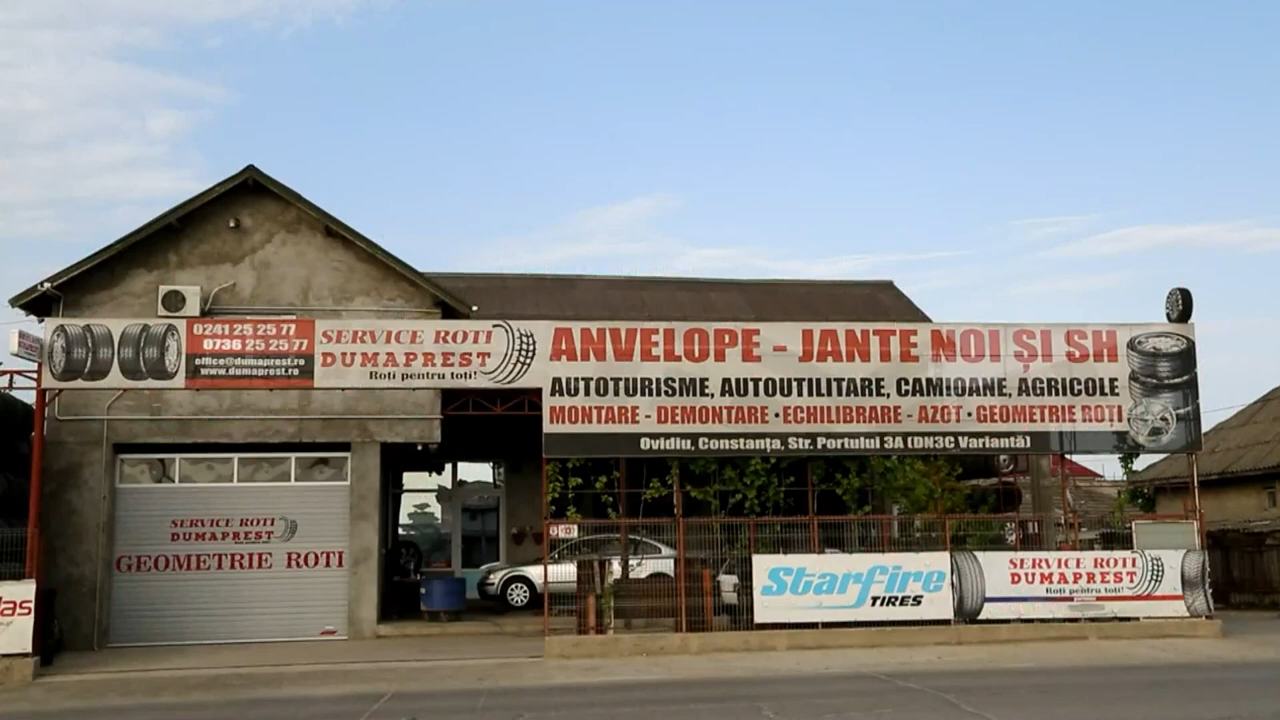 0241 25 25 77
0736 25 25 77
office@dumaprest.ro
www.dumaprest.ro
SERVICE ROTI
DUMAPREST
Roți pentru toți!
ANVELOPE - JANTE NOI ȘI SH
AUTOTURISME, AUTOUTILITARE, CAMIOANE, AGRICOLE
MONTARE - DEMONTARE • ECHILIBRARE - AZOT • GEOMETRIE ROȚI
Ovidiu, Constanța, Str. Portului 3A (DN3C Variantă)
SERVICE ROTI
DUMAPREST
GEOMETRIE ROTI
las
Starfire
TIRES
SERVICE ROTI
DUMAPREST
Roți pentru toți!